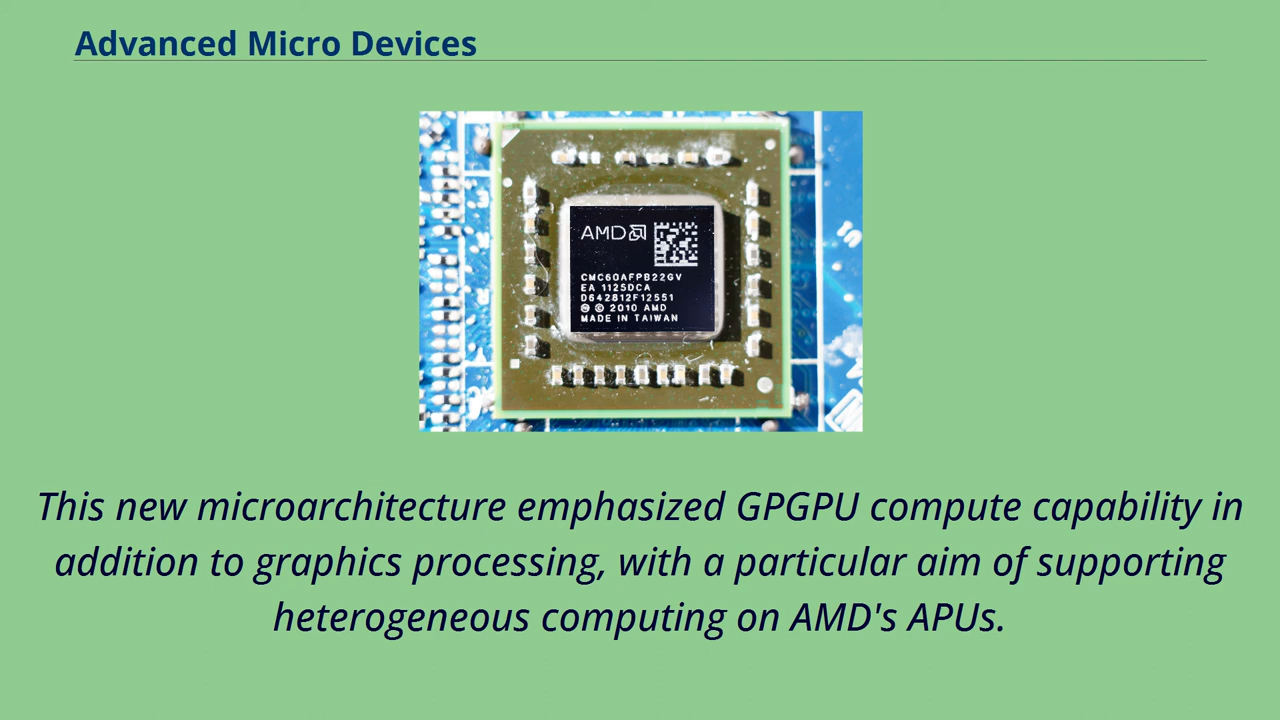 Advanced Micro Devices
AMD
CMC60AFPB22GV
EA 1125DCA
D642812F12551
Ⓜ © 2010 AMD
MADE IN TAIWAN
This new microarchitecture emphasized GPGPU compute capability in
addition to graphics processing, with a particular aim of supporting
heterogeneous computing on AMD's APUs.